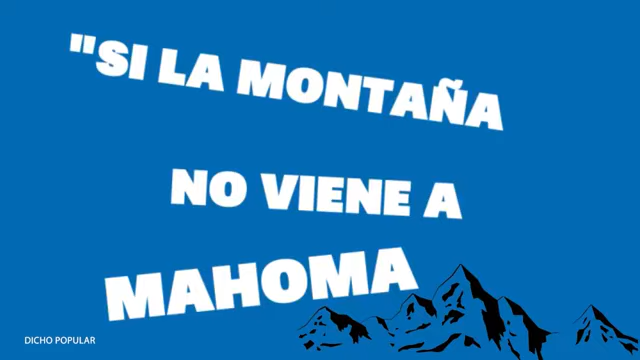 "SI LA MONTAÑA
NO VIENE A
MAHOMA
DICHO POPULAR